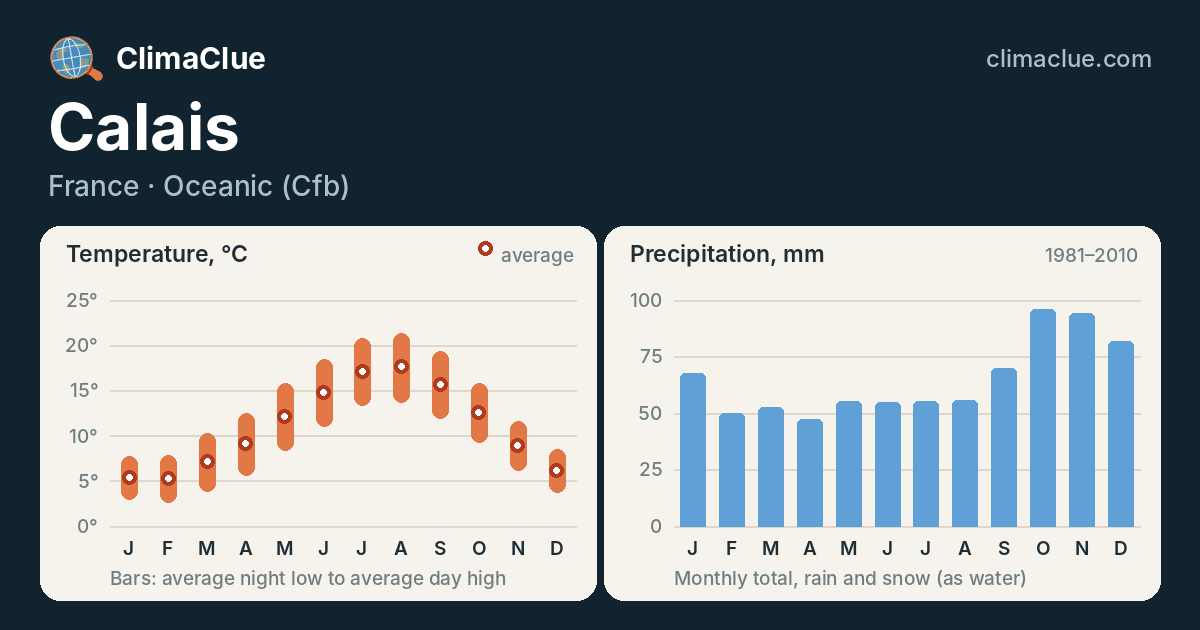 ClimaClue
climaclue.com
Calais
France · Oceanic (Cfb)
Temperature, °C
average
25°
20°
15°
10°
5°
0°
J F M A M J J A S O N D
Bars: average night low to average day high
Precipitation, mm
1981–2010
100
75
50
25
0
J F M A M J J A S O N D
Monthly total, rain and snow (as water)